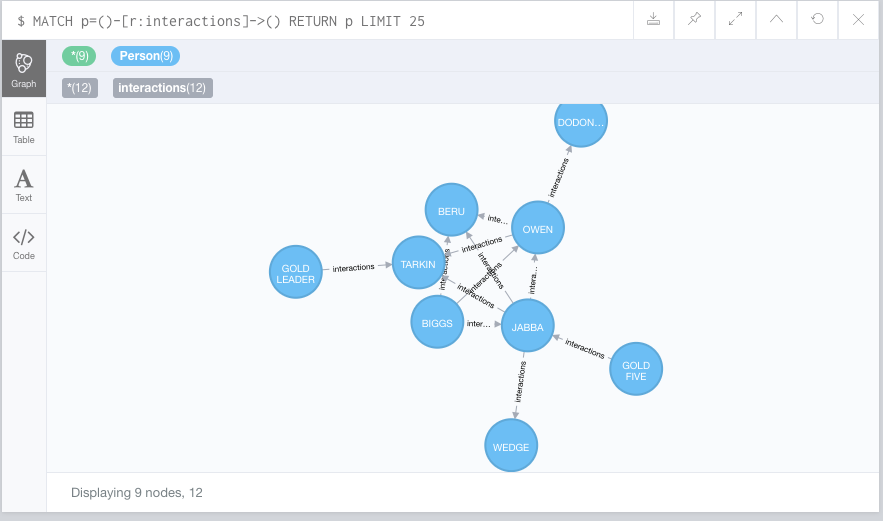 $ MATCH p=()-[r:interactions]->() RETURN p LIMIT 25
*(9) Person(9)
*(12) interactions(12)
Graph
Table
Text
Code
DODON...
interactions
BERU
inte...
OWEN
interactions
TARKIN
interactions
GOLD
LEADER
interactions
interactions
interactions
interactions
intera...
BIGGS
inter...
JABBA
interactions
GOLD
FIVE
interactions
WEDGE
Displaying 9 nodes, 12